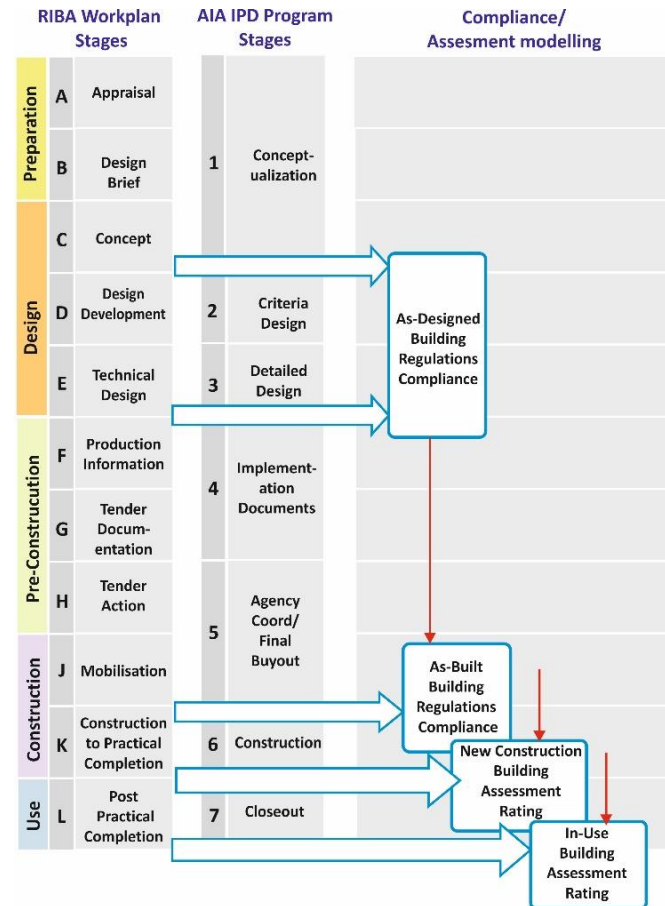 RIBA Workplan
Stages
AIA IPD Program
Stages
Compliance/
Assesment modelling
Preparation
A
Appraisal
B
Design
Brief
1
Concept-
ualization
Design
C
Concept
D
Design
Development
2
Criteria
Design
E
Technical
Design
3
Detailed
Design
As-Designed
Building
Regulations
Compliance
Pre-Construcution
F
Production
Information
G
Tender
Docum-
entation
4
Implement-
ation
Documents
H
Tender
Action
5
Agency
Coord/
Final
Buyout
Construction
J
Mobilisation
As-Built
Building
Regulations
Compliance
K
Construction
to Practical
Completion
6
Construction
New Construction
Building
Assessment
Rating
Use
L
Post
Practical
Completion
7
Closeout
In-Use
Building
Assessment
Rating